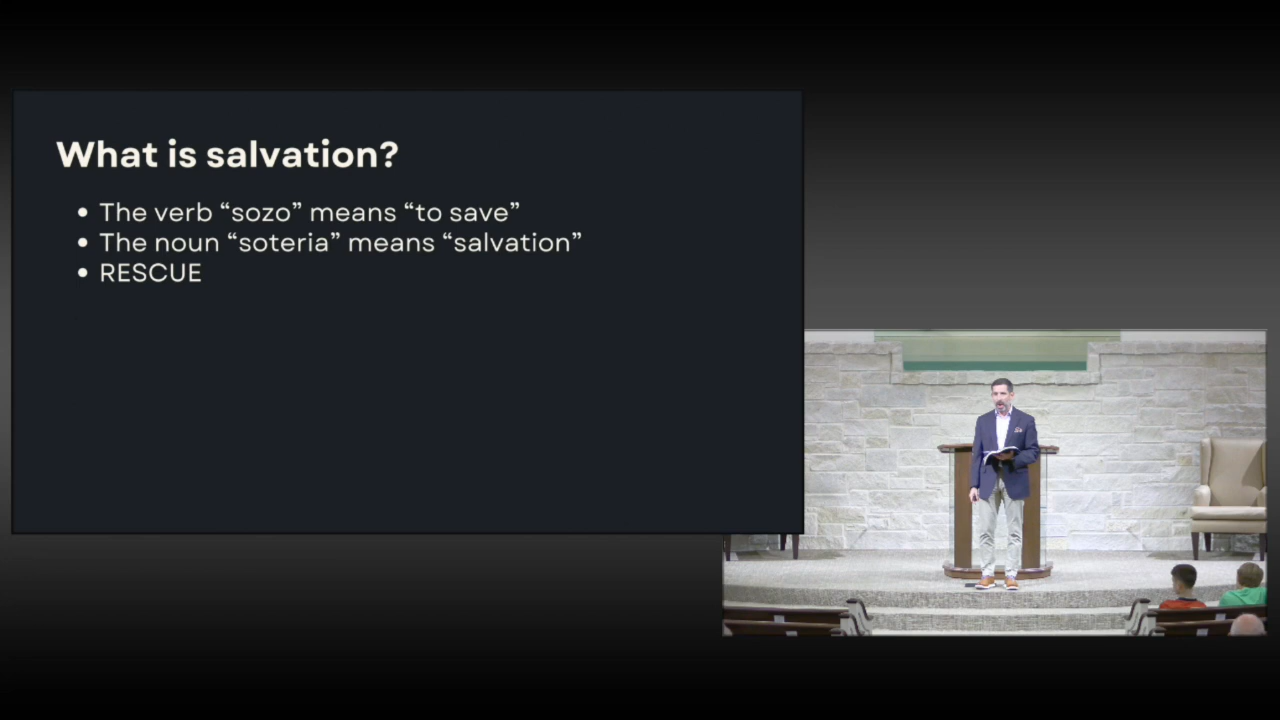 What is salvation?
• The verb “sozo” means “to save”
• The noun “soteria” means “salvation”
• RESCUE